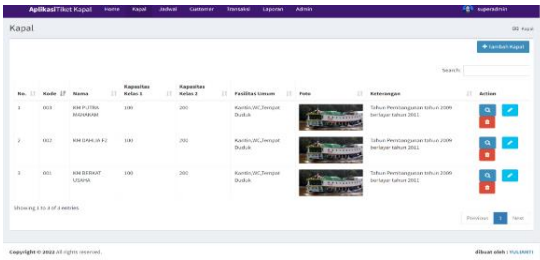 AplikasiTiket Kapal Home Kapal Jadwal Customer Transaksi Laporan Admin superadmin
Kapal
Kapal
+ Tambah Kapal
Search:
No. Kode Nama Kapasitas Kelas 1 Kapasitas Kelas 2 Fasilitas Umum Foto Keterangan Action
1 003 KM PUTRA MAHAKAM 100 200 Kantin,WC,Tempat Duduk Tahun Pembangunan tahun 2009 berlayar tahun 2011
2 002 KM DAHLIA F3 100 200 Kantin,WC,Tempat Duduk Tahun Pembangunan tahun 2009 berlayar tahun 2011
3 001 KM BERKAT 100 200 Kantin,WC,Tempat Duduk Tahun Pembangunan tahun 2009 berlayar tahun 2011
Showing 1 to 3 of 3 entries
Previous 1 Next
Copyright © 2022 All rights reserved.
dibuat oleh : YULIANTI